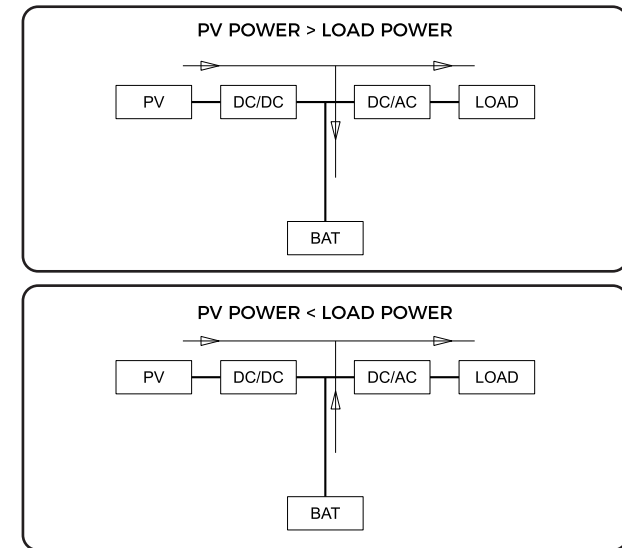 PV POWER > LOAD POWER
PV DC/DC DC/AC LOAD
BAT
PV POWER < LOAD POWER
PV DC/DC DC/AC LOAD
BAT